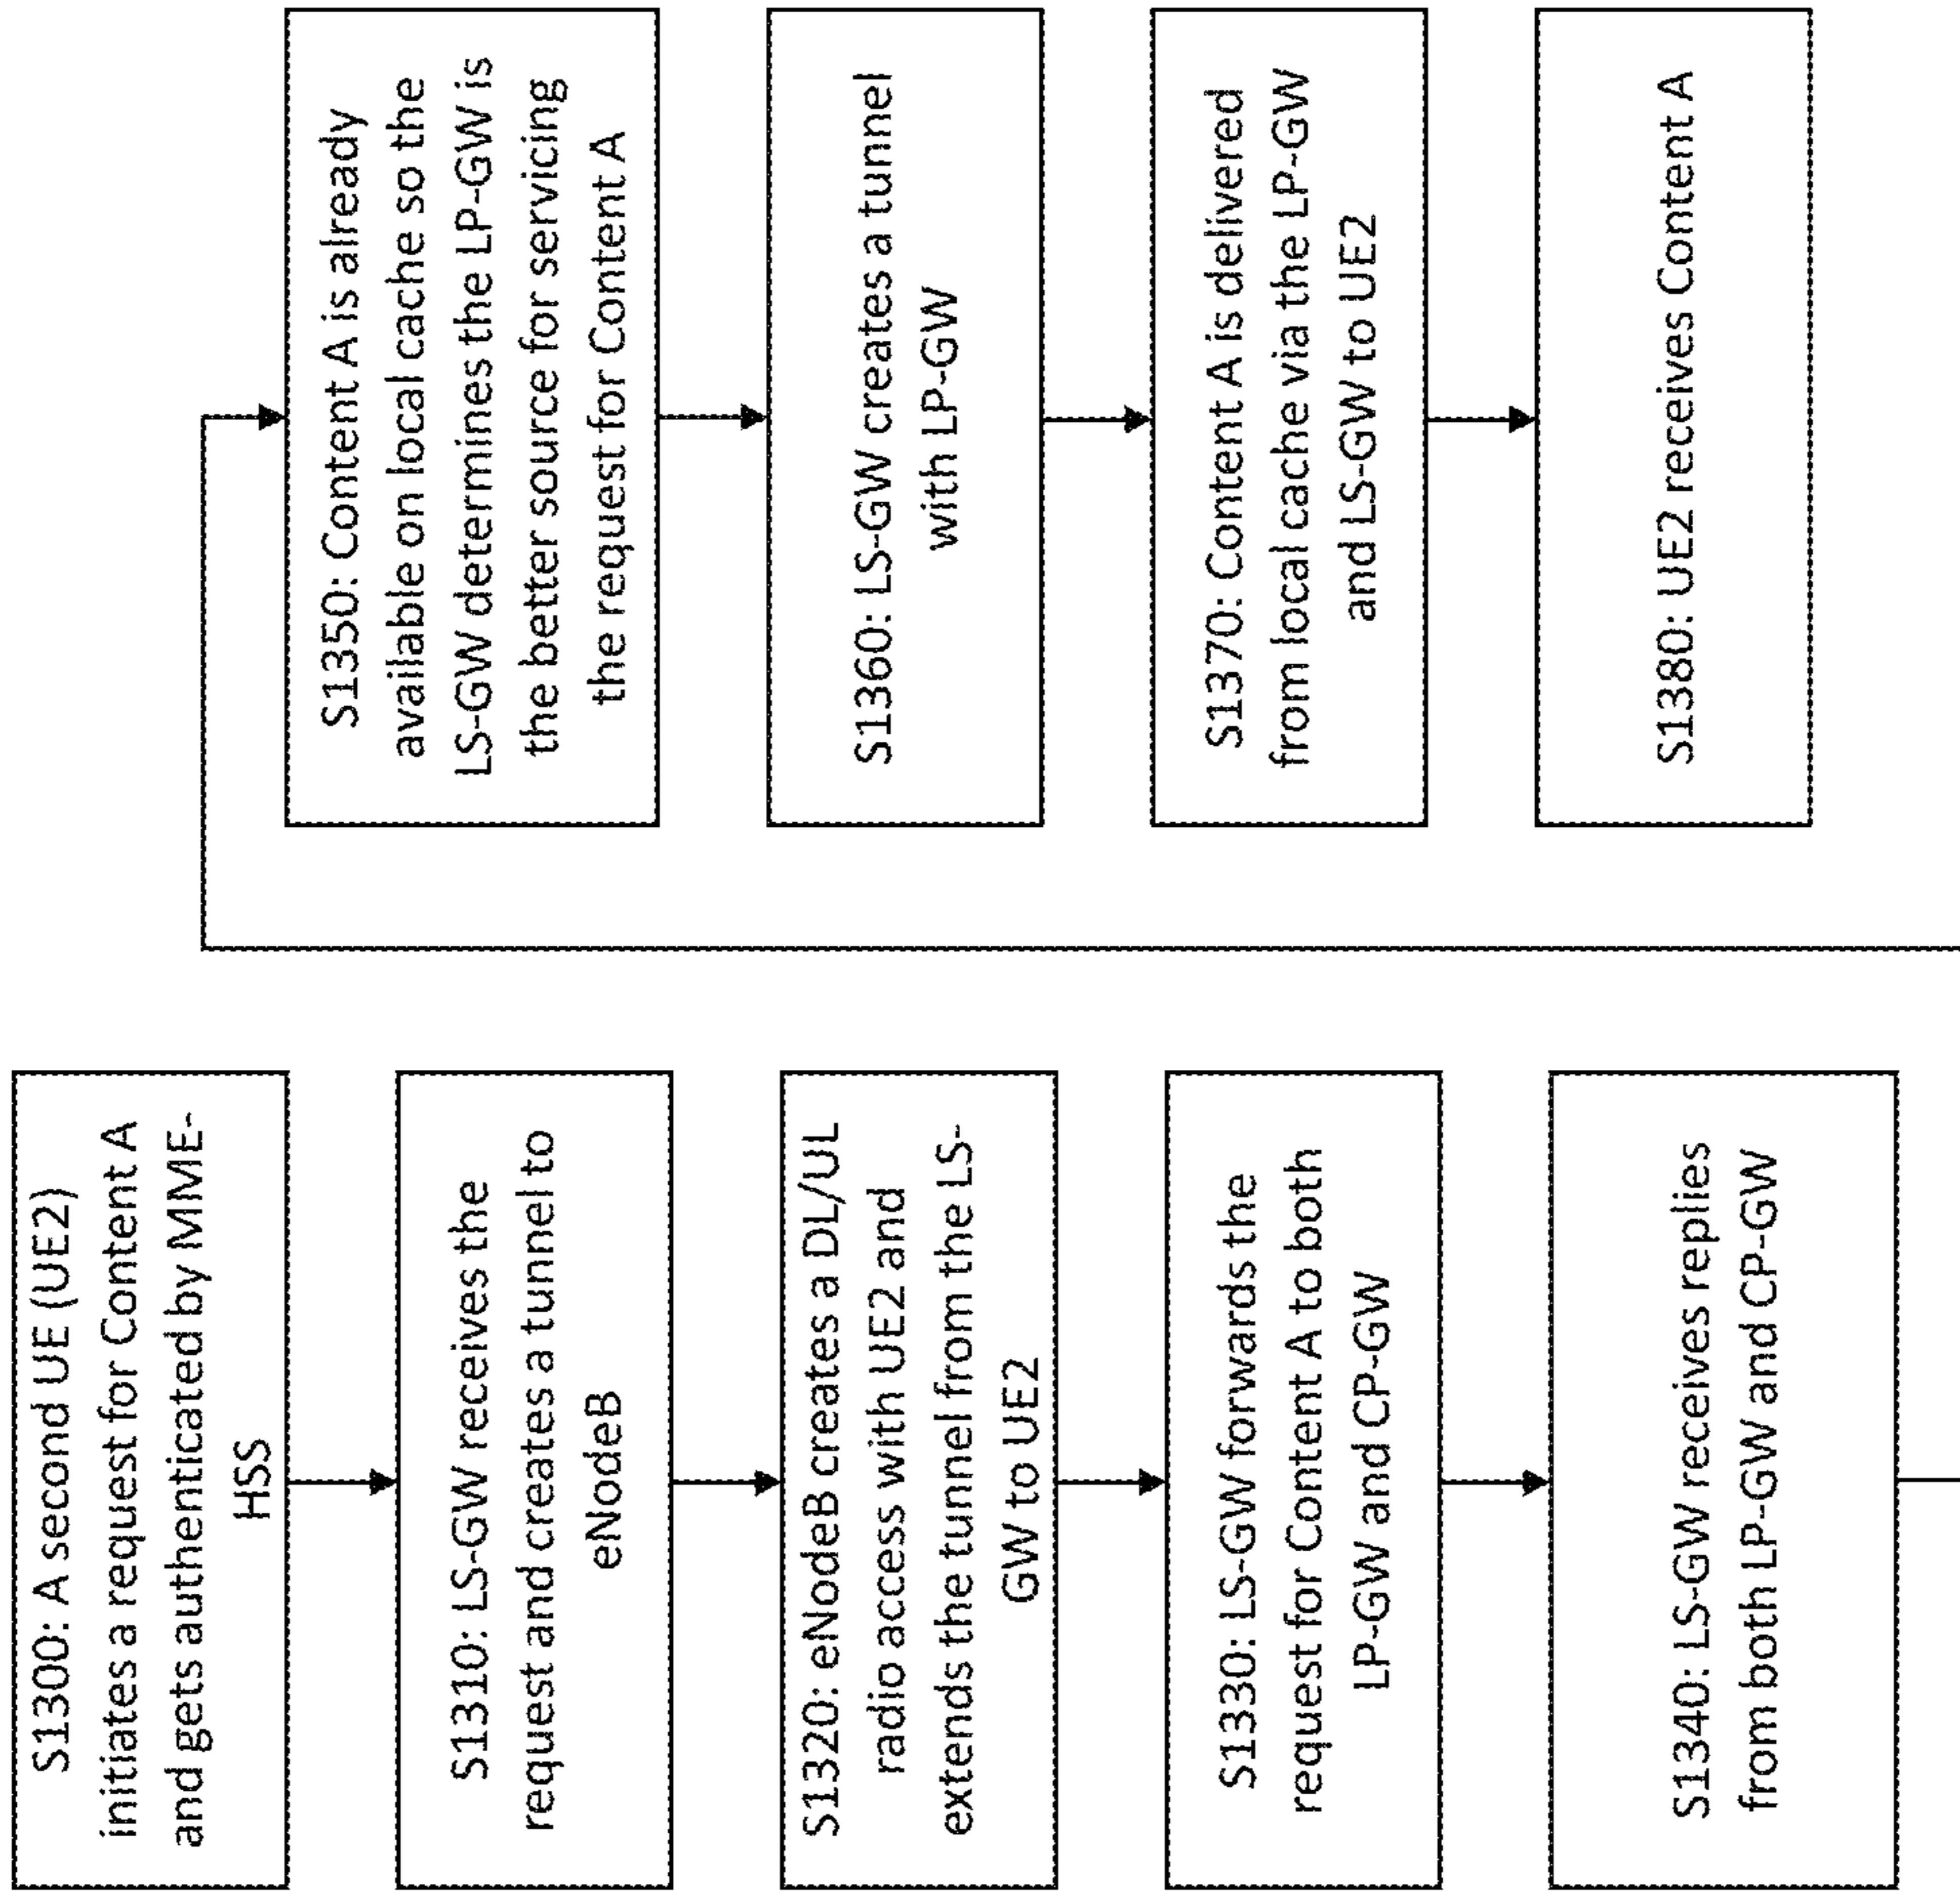 S1300: A second UE (UE2)
initiates a request for Content A
and gets authenticated by MME-
HSS
S1310: LS-GW receives the
request and creates a tunnel to
eNodeB
S1320: eNodeB creates a DL/UL
radio access with UE2 and
extends the tunnel from the LS-
GW to UE2
S1330: LS-GW forwards the
request for Content A to both
LP-GW and CP-GW
S1340: LS-GW receives replies
from both LP-GW and CP-GW
S1350: Content A is already
available on local cache so the
LS-GW determines the LP-GW is
the better source for servicing
the request for Content A
S1360: LS-GW creates a tunnel
with LP-GW
S1370: Content A is delivered
from local cache via the LP-GW
and LS-GW to UE2
S1380: UE2 receives Content A